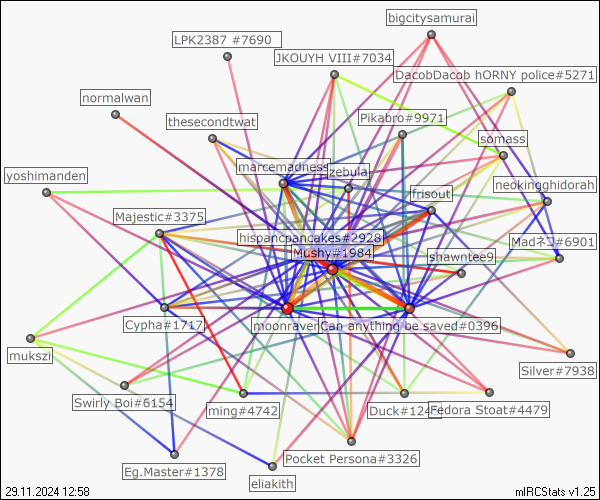 bigcitysamurai
LPK2387 #7690
JKOUYH VIII#7034
DacobDacob hORNY police#5271
normalwan
Pikabro#9971
thesecondtwat
somass
marcemadness
zebula
yoshimanden
frisout
neokingghidorah
Majestic#3375
hispancpancakes#2928
Madネコ#6901
Mushy#1984
shawntee9
Cypha#1717
moonraven
Can anything be saved#0396
mukszi
Silver#7938
Swirly Boi#6154
ming#4742
Duck#124
Fedora Stoat#4479
Pocket Persona#3326
Eg.Master#1378
eliakith
29.11.2024 12:58
mIRCStats v1.25